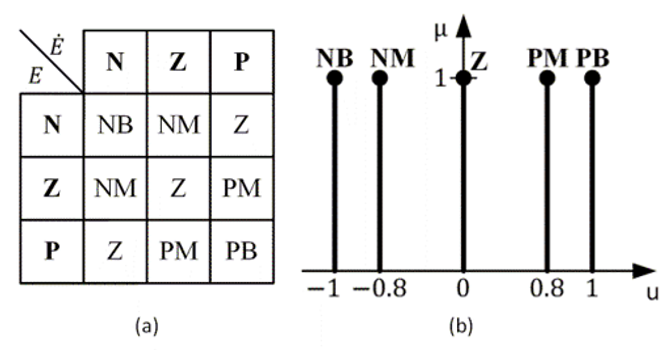 Ė
E
N Z P
N NB NM Z
Z NM Z PM
P Z PM PB
(a)
μ
NB NM Z PM PB
1
−1 −0.8 0 0.8 1 u
(b)